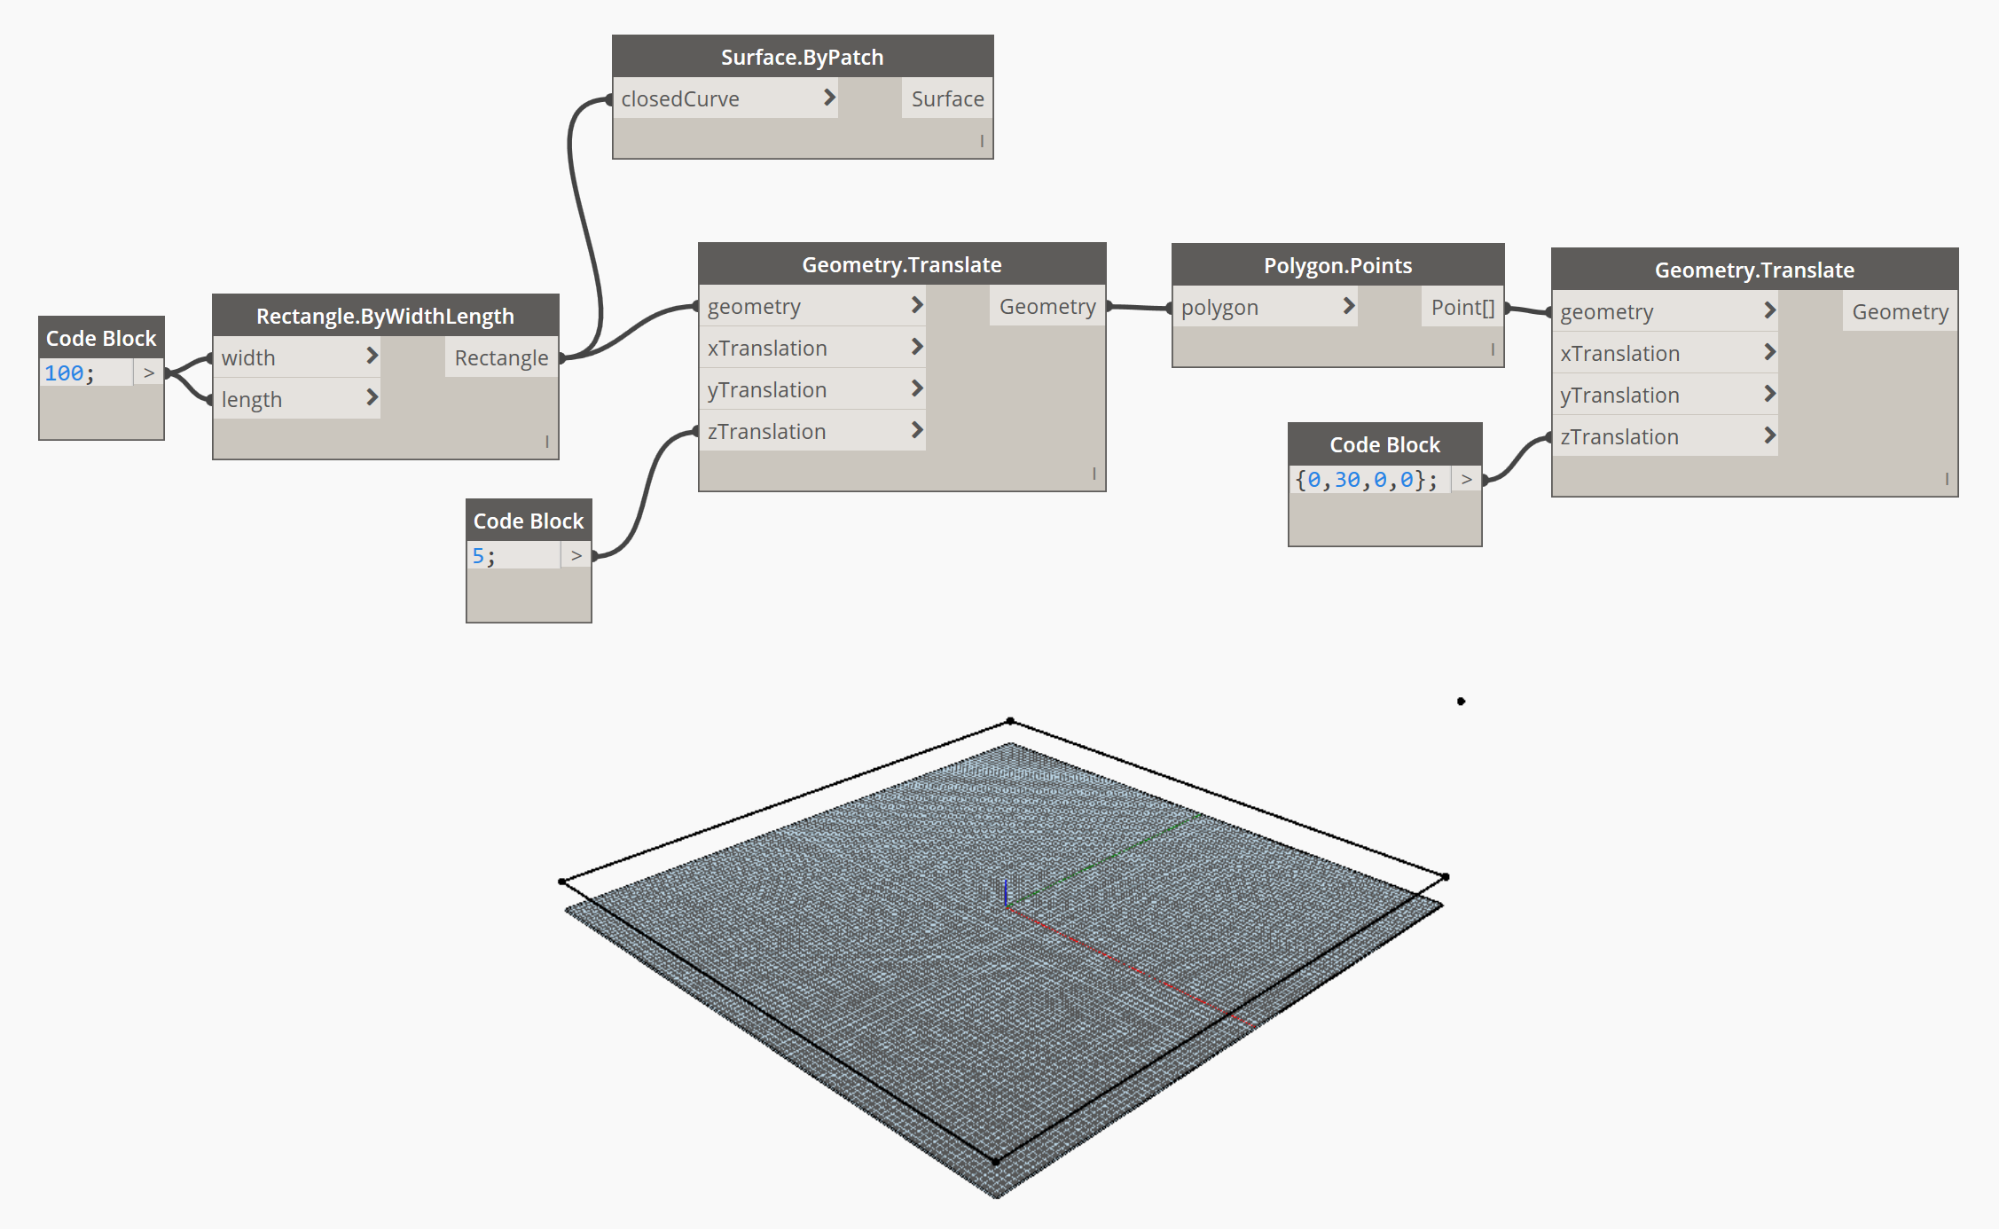 Surface.ByPatch
closedCurve > Surface
Geometry.Translate
geometry > Geometry
xTranslation >
yTranslation >
zTranslation >
Polygon.Points
polygon > Point[]
Geometry.Translate
geometry > Geometry
xTranslation >
yTranslation >
zTranslation >
Rectangle.ByWidthLength
width > Rectangle
length >
Code Block
100; >
Code Block
{0,30,0,0}; >
Code Block
5; >